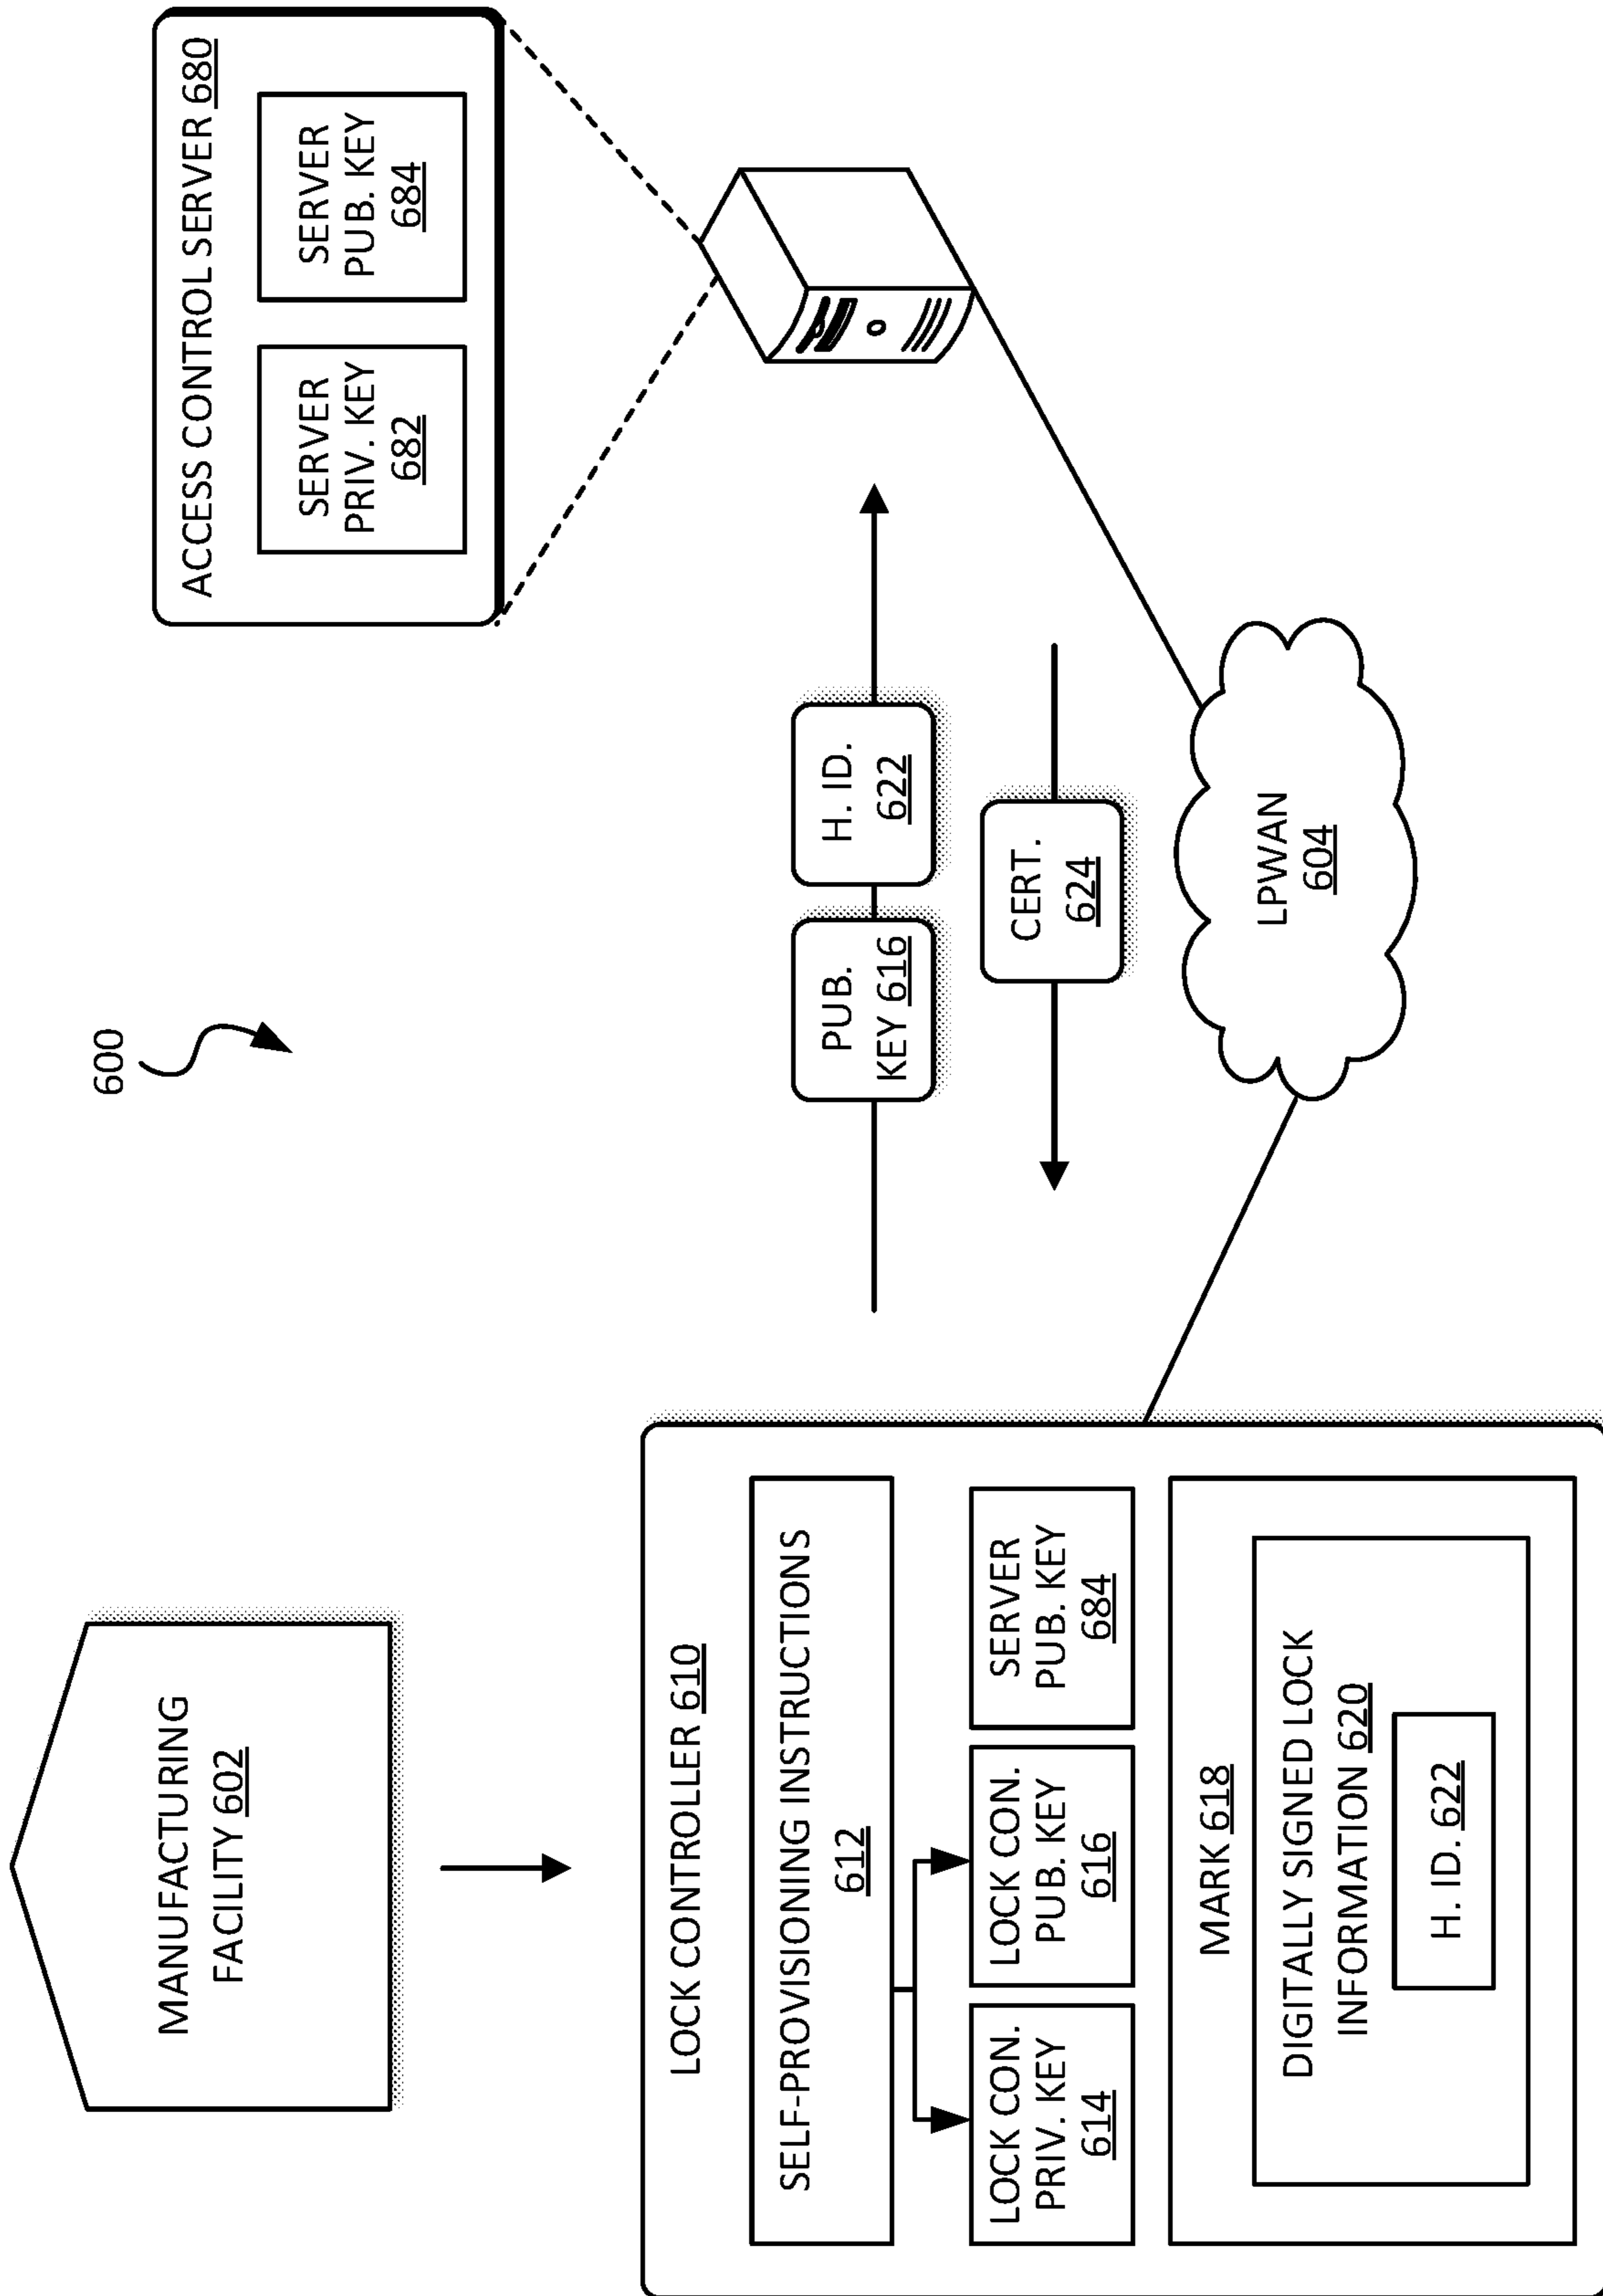 600
MANUFACTURING
FACILITY 602
ACCESS CONTROL SERVER 680
SERVER
PRIV. KEY
682
SERVER
PUB. KEY
684
LOCK CONTROLLER 610
SELF-PROVISIONING INSTRUCTIONS
612
LOCK CON.
PRIV. KEY
614
LOCK CON.
PUB. KEY
616
SERVER
PUB. KEY
684
MARK 618
DIGITALLY SIGNED LOCK
INFORMATION 620
H. ID. 622
PUB.
KEY 616
H. ID.
622
CERT.
624
LPWAN
604